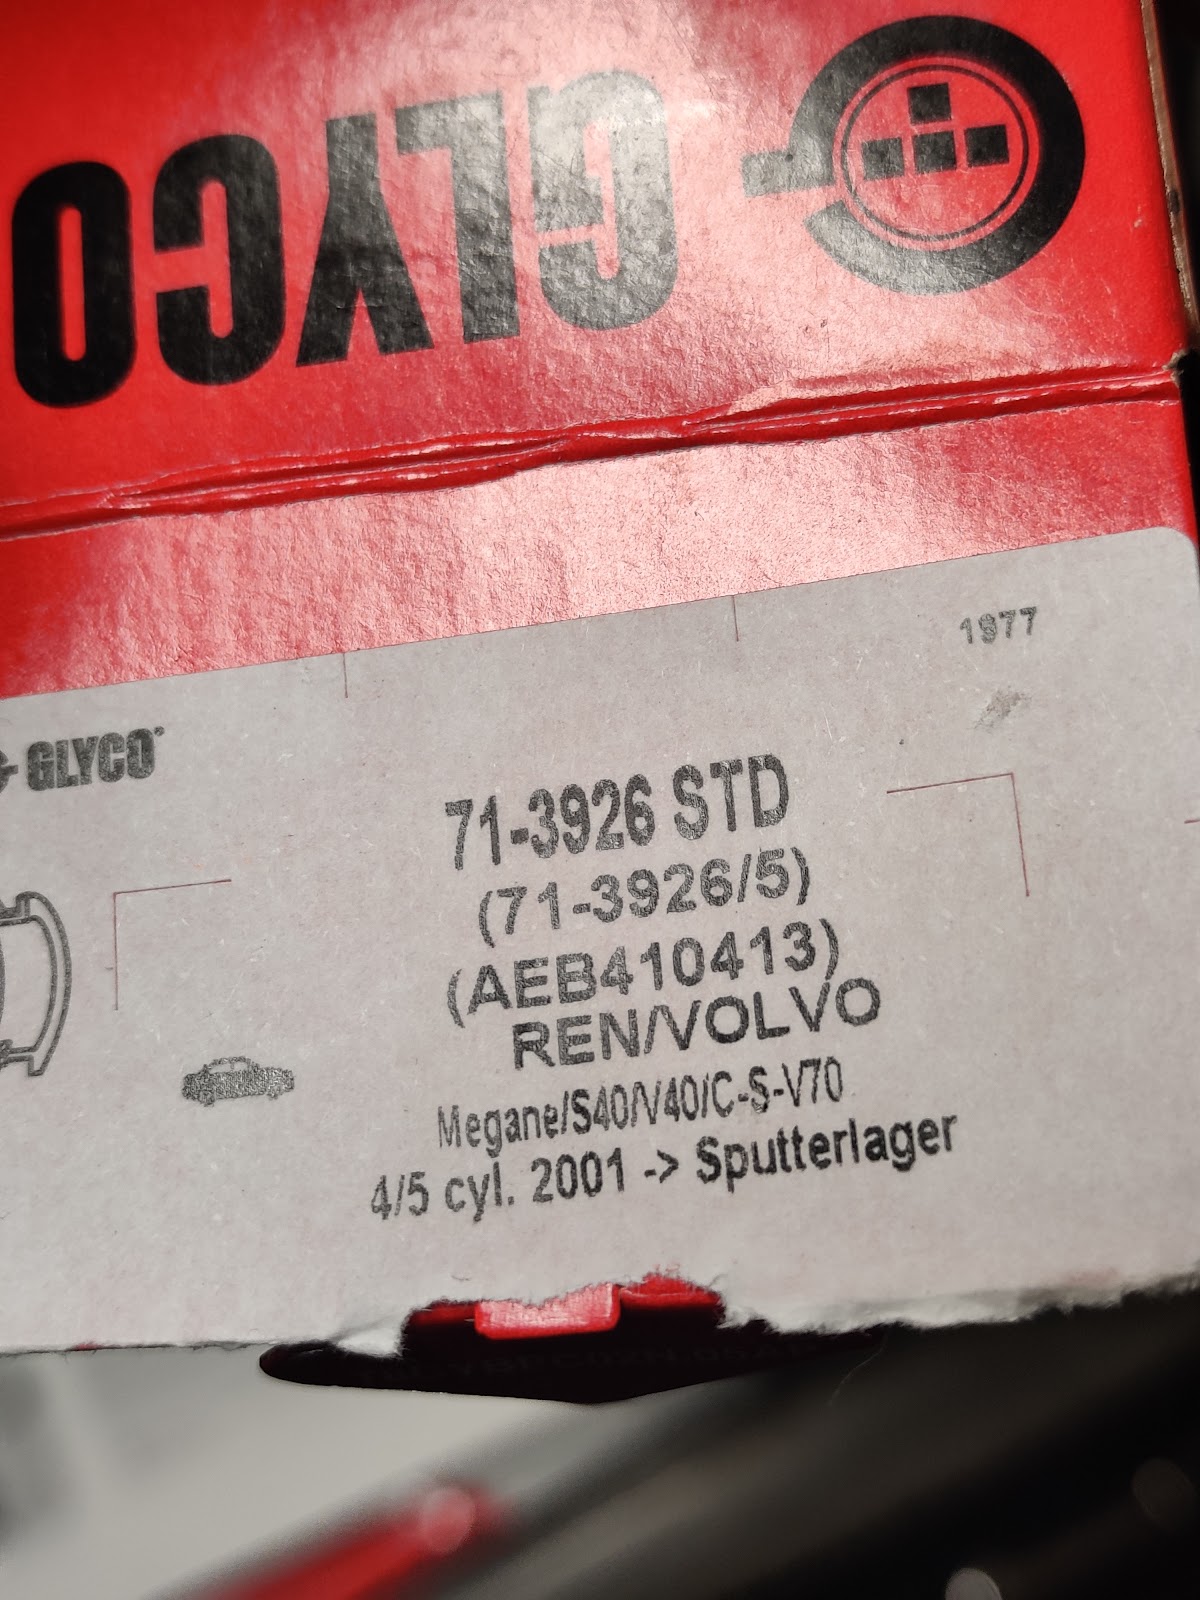 GLYCO
1977
GLYCO
71-3926 STD
(71-3926/5)
(AEB410413)
REN/VOLVO
Megane/S40/V40/C-S-V70
4/5 cyl. 2001 -> Sputterlager